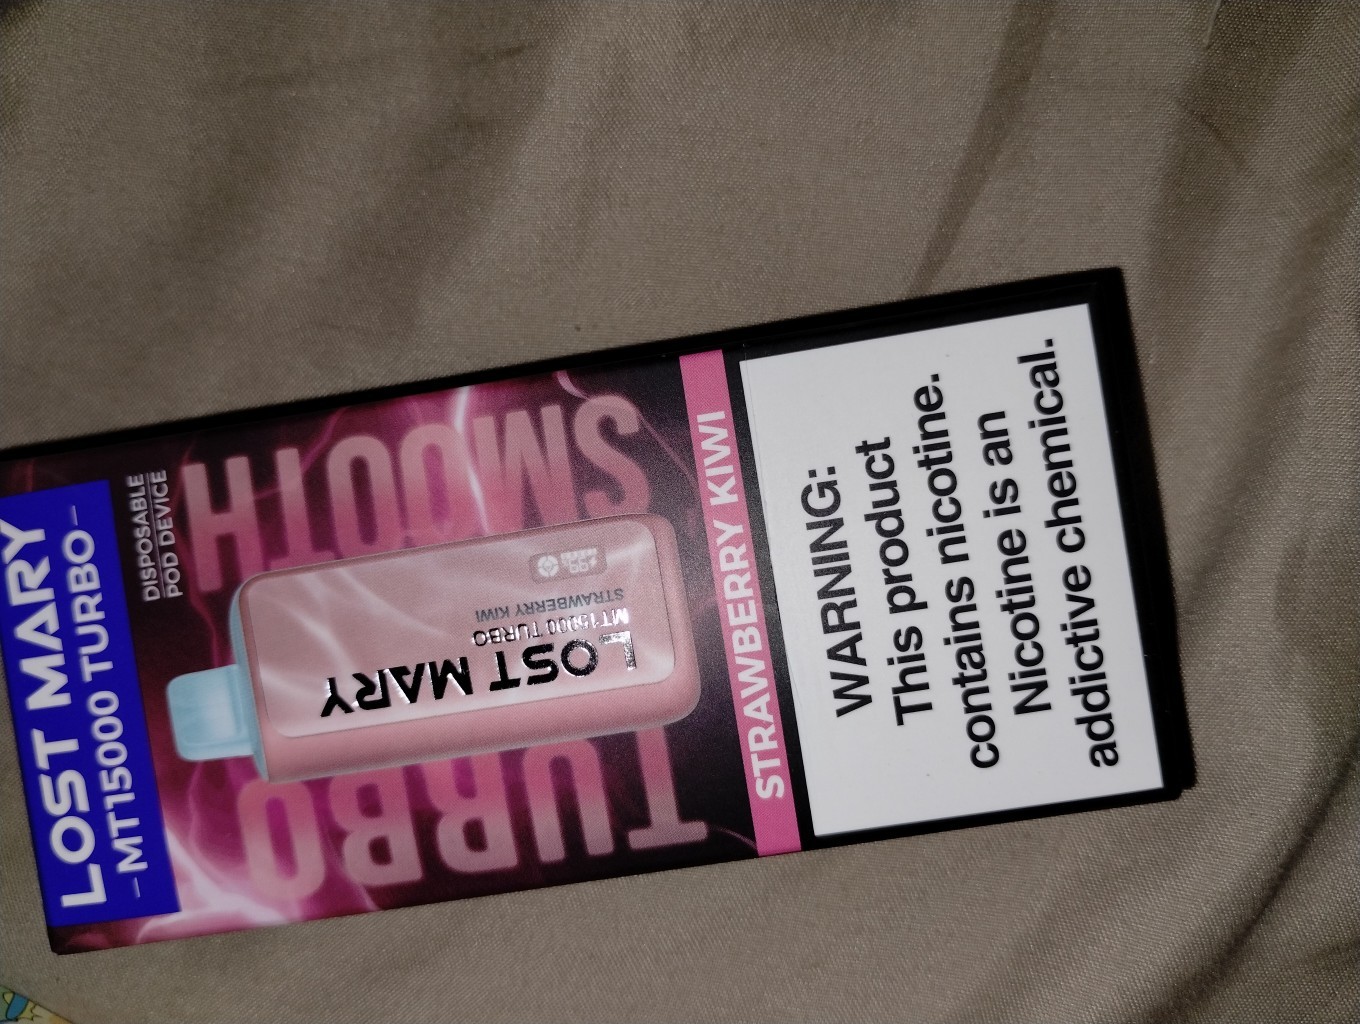 LOST MARY
–MT15000 TURBO–
DISPOSABLE
POD DEVICE
SMOOTH
TURBO
LOST MARY
MT15000 TURBO
STRAWBERRY KIWI
STRAWBERRY KIWI
WARNING:
This product
contains nicotine.
Nicotine is an
addictive chemical.